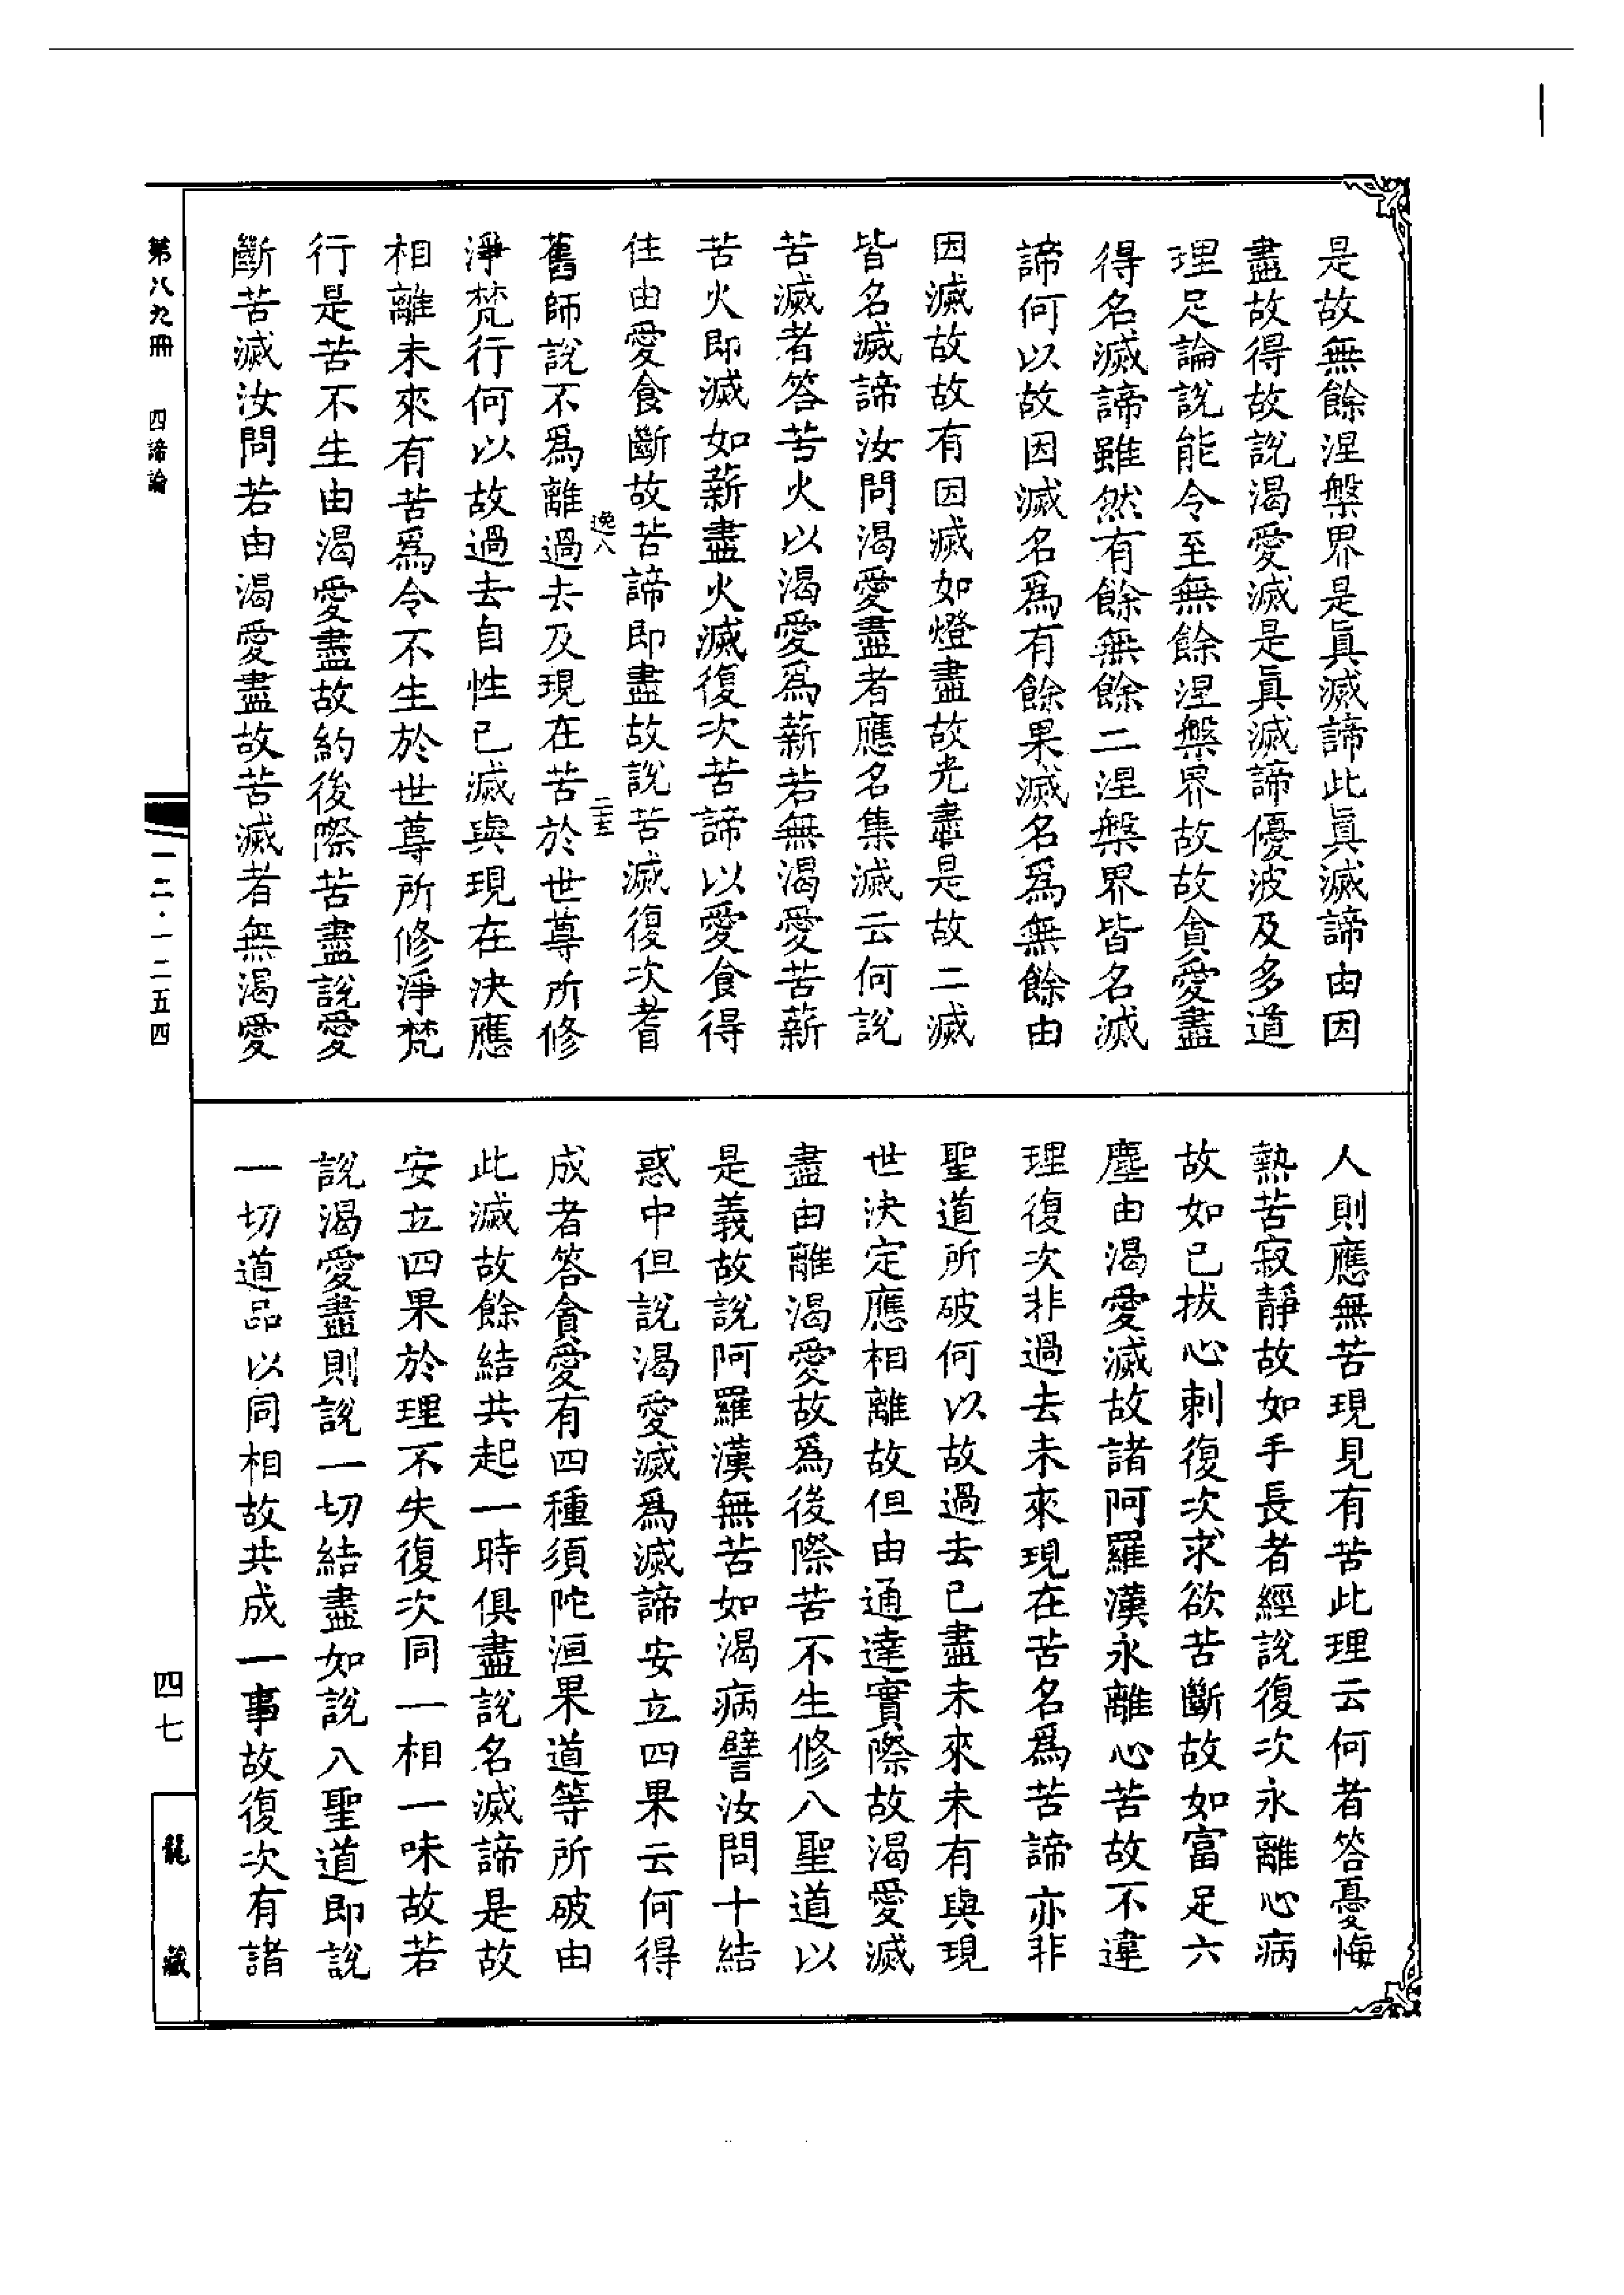 是故無餘涅槃界是眞滅諦此眞滅諦由因
盡故得故說渴愛滅是眞滅諦優波及多道
理足論說能令至無餘涅槃界故故貪愛盡
得名滅諦雖然有餘無餘二涅槃界皆名滅
諦何以故因滅名爲有餘果滅名爲無餘由
因滅故故有因滅如燈盡故光盡是故二滅
皆名滅諦汝問渴愛盡者應名集滅云何說
苦滅者答苦火以渴愛爲薪若無渴愛苦薪
苦火即滅如薪盡火滅復次苦諦以愛食得
住由愛食斷故苦諦即盡故說苦滅復次耆
逸八
二十五
舊師說不爲離過去及現在苦於世尊所修
淨梵行何以故過去自性已滅與現在決應
相離未來有苦爲令不生於世尊所修淨梵
行是苦不生由渴愛盡故約後際苦盡說愛
斷苦滅汝問若由渴愛盡故苦滅者無渴愛
人則應無苦現見有苦此理云何者答憂悔
熱苦寂靜故如手長者經說復次永離心病
故如已拔心刺復次求欲苦斷故如富足六
塵由渴愛滅故諸阿羅漢永離心苦故不違
理復次非過去未來現在苦名爲苦諦亦非
聖道所破何以故過去已盡未來未有與現
世決定應相離故但由通達實際故渴愛滅
盡由離渴愛故爲後際苦不生修八聖道以
是義故說阿羅漢無苦如渴病譬汝問十結
惑中但說渴愛滅爲滅諦安立四果云何得
成者答貪愛有四種須陀洹果道等所破由
此滅故餘結共起一時俱盡說名滅諦是故
安立四果於理不失復次同一相一味故若
說渴愛盡則說一切結盡如說八聖道即說
一切道品以同相故共成一事故復次有諸
第八九冊
四諦論
一二·一二五四
四七
龍藏